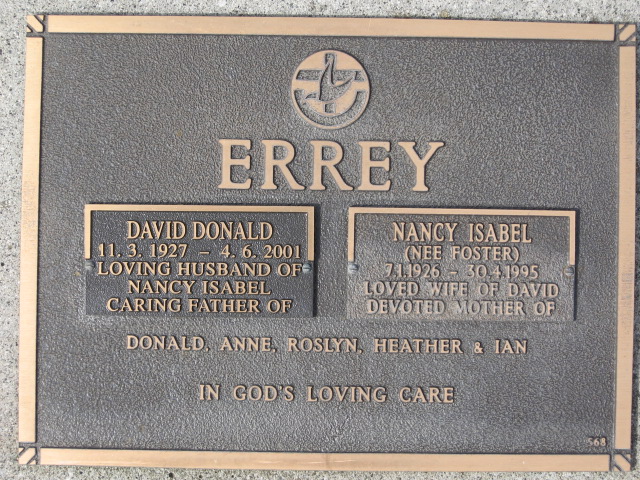 ERREY
DAVID DONALD
11. 3. 1927 – 4. 6. 2001
LOVING HUSBAND OF
NANCY ISABEL
CARING FATHER OF
NANCY ISABEL
(NEE FOSTER)
7.1.1926 – 30.4.1995
LOVED WIFE OF DAVID
DEVOTED MOTHER OF
DONALD, ANNE, ROSLYN, HEATHER & IAN
IN GOD'S LOVING CARE
568